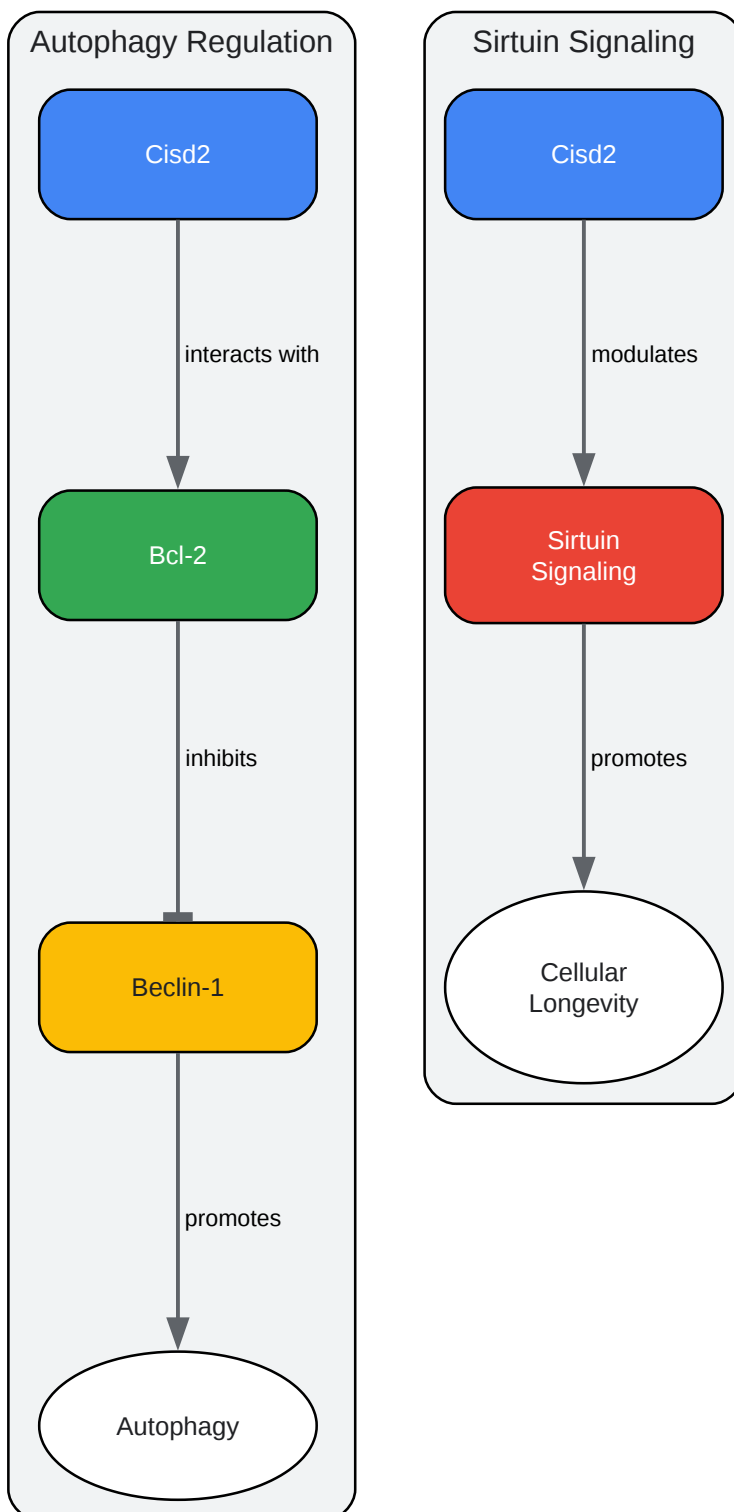 Autophagy Regulation
Cisd2
interacts with
Bcl-2
inhibits
Beclin-1
promotes
Autophagy
Sirtuin Signaling
Cisd2
modulates
Sirtuin
Signaling
promotes
Cellular
Longevity